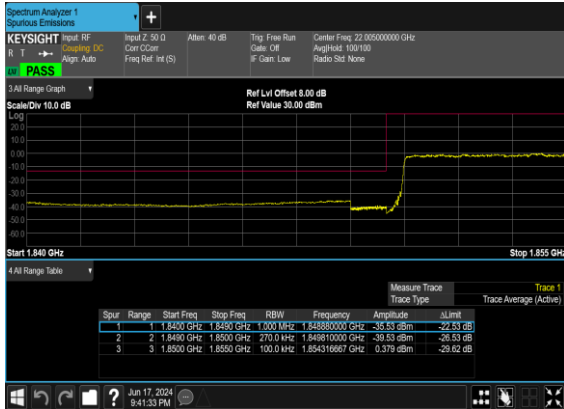 Spectrum Analyzer 1
Spurious Emissions
KEYSIGHT Input: RF Input Z: 50 Ω Atten: 40 dB Trig: Free Run Center Freq: 22.005000000 GHz
R T Coupling: DC Corr CCorr Gate: Off Avg|Hold: 100/100
Align: Auto Freq Ref: Int (S) IF Gain: Low Radio Std: None
PASS
3 All Range Graph
Ref Lvl Offset 8.00 dB
Scale/Div 10.0 dB Ref Value 30.00 dBm
Log
20.0
10.0
0.00
-10.0
-20.0
-30.0
-40.0
-50.0
-60.0
Start 1.840 GHz Stop 1.855 GHz
4 All Range Table
Measure Trace Trace 1
Trace Type Trace Average (Active)
Spur Range Start Freq Stop Freq RBW Frequency Amplitude ΔLimit
1 1 1.8400 GHz 1.8490 GHz 1.000 MHz 1.848880000 GHz -35.53 dBm -22.53 dB
2 2 1.8490 GHz 1.8500 GHz 270.0 kHz 1.849810000 GHz -39.53 dBm -26.53 dB
3 3 1.8500 GHz 1.8550 GHz 100.0 kHz 1.854316667 GHz 0.379 dBm -29.62 dB
Jun 17, 2024
9:41:33 PM